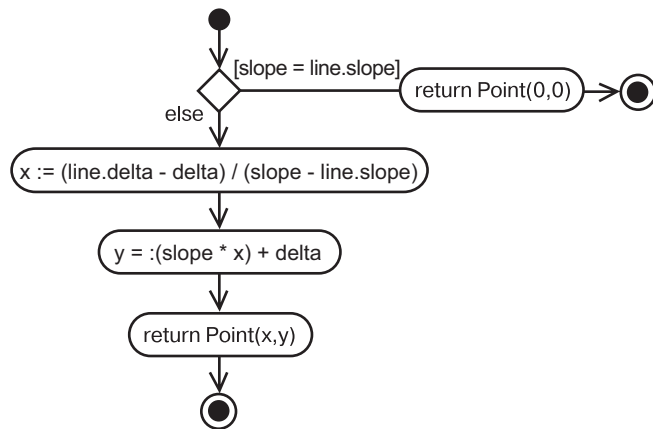 [slope = line.slope]
return Point(0,0)
else
x := (line.delta - delta) / (slope - line.slope)
y = :(slope * x) + delta
return Point(x,y)